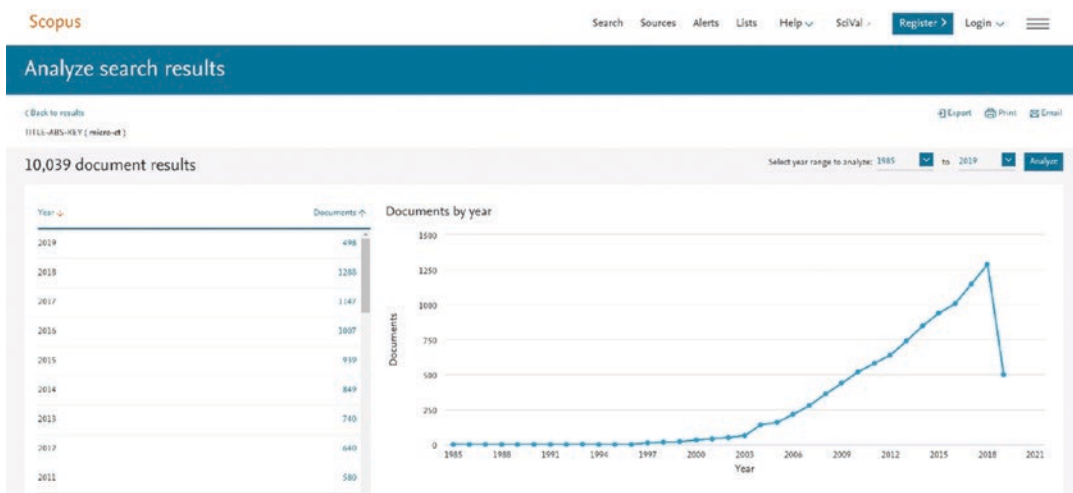 Scopus
Search Sources Alerts Lists Help SciVal Register > Login
Analyze search results
< Back to results
Export Print Email
TITLE-ABS-KEY ( micro-ct )
10,039 document results
Select year range to analyze: 1985 to 2019 Analyze
Year Documents
2019 498
2018 1288
2017 1147
2016 1007
2015 939
2014 849
2013 740
2012 640
2011 580
Documents by year
1500
1250
1000
750
500
250
0
Documents
1985 1988 1991 1994 1997 2000 2003 2006 2009 2012 2015 2018 2021
Year